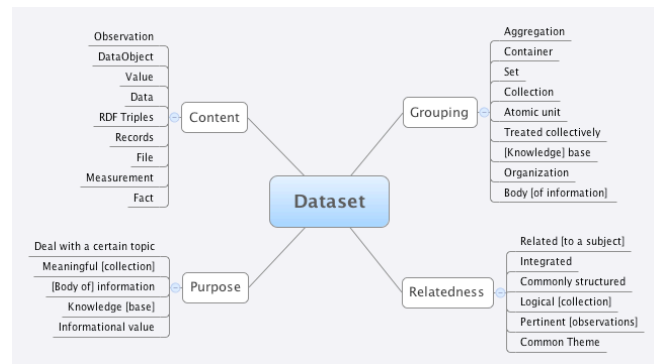 Observation
DataObject
Value
Data
RDF Triples
Records
File
Measurement
Fact
Content
Aggregation
Container
Set
Collection
Atomic unit
Treated collectively
[Knowledge] base
Organization
Body [of information]
Grouping
Dataset
Deal with a certain topic
Meaningful [collection]
[Body of] information
Knowledge [base]
Informational value
Purpose
Related [to a subject]
Integrated
Commonly structured
Logical [collection]
Pertinent [observations]
Common Theme
Relatedness